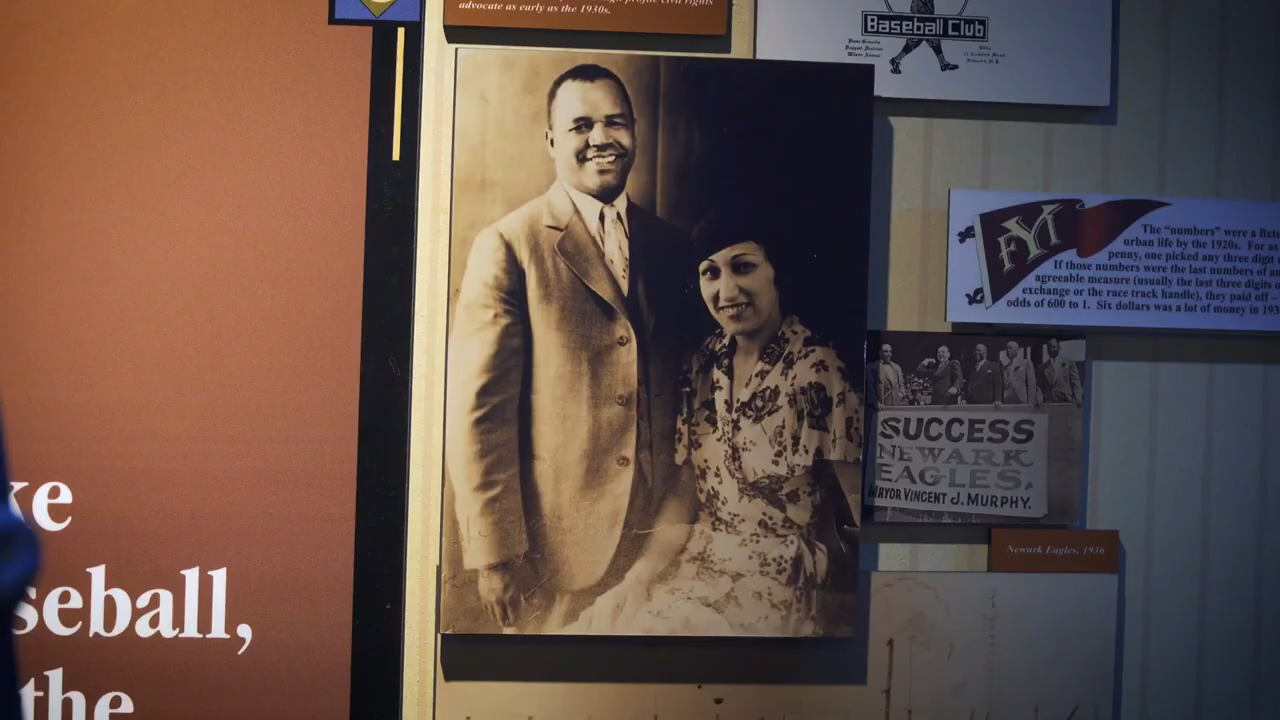 advocate as early as the 1930s.
Baseball Club
FYI
The "numbers" were a
urban life by the 1920s. For as
penny, one picked any three digit
If those numbers were the last numbers of an
agreeable measure (usually the last three digits
exchange or the race track handle), they paid off –
odds of 600 to 1. Six dollars was a lot of money in
SUCCESS
NEWARK
EAGLES.
MAYOR VINCENT J. MURPHY.
Newark Eagles, 1936
ke
seball,
the